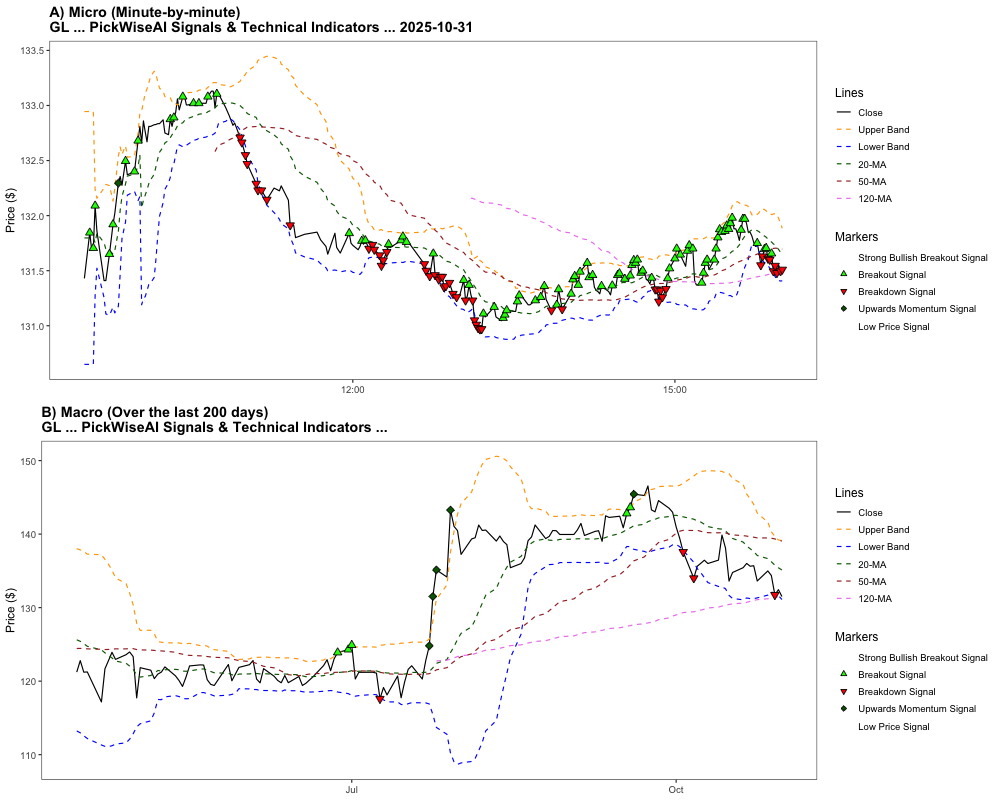 A) Micro (Minute-by-minute)
GL ... PickWiseAI Signals & Technical Indicators ... 2025-10-31
Price ($)
133.5
133.0
132.5
132.0
131.5
131.0
12:00
15:00
Lines
Close
Upper Band
Lower Band
20-MA
50-MA
120-MA
Markers
Strong Bullish Breakout Signal
Breakout Signal
Breakdown Signal
Upwards Momentum Signal
Low Price Signal
B) Macro (Over the last 200 days)
GL ... PickWiseAI Signals & Technical Indicators ...
Price ($)
150
140
130
120
110
Jul
Oct
Lines
Close
Upper Band
Lower Band
20-MA
50-MA
120-MA
Markers
Strong Bullish Breakout Signal
Breakout Signal
Breakdown Signal
Upwards Momentum Signal
Low Price Signal